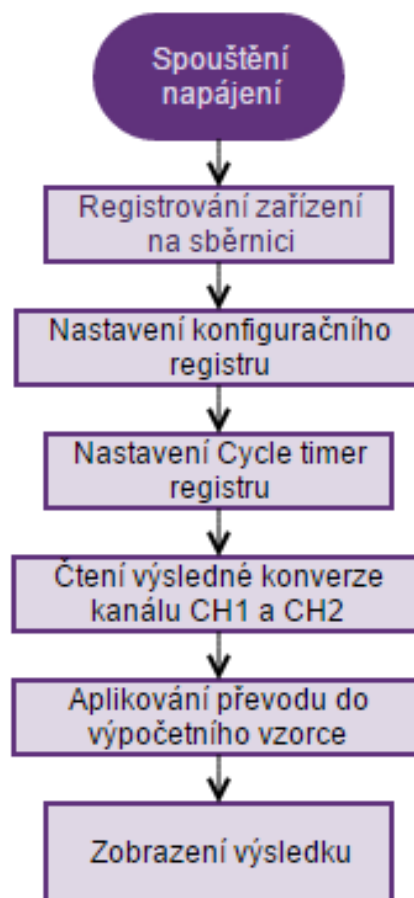 Spouštění
napájení
Registrování zařízení
na sběrnici
Nastavení konfiguračního
registru
Nastavení Cycle timer
registru
Čtení výsledné konverze
kanálu CH1 a CH2
Aplikování převodu do
výpočetního vzorce
Zobrazení výsledku